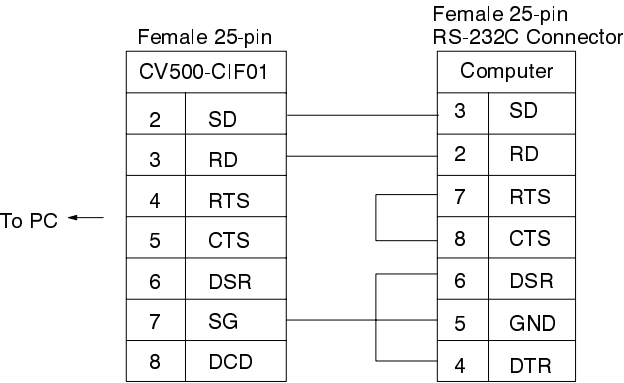 Female 25-pin
RS-232C Connector
Female 25-pin
CV500-CIF01
Computer
2 SD
3 SD
3 RD
2 RD
4 RTS
7 RTS
To PC
5 CTS
8 CTS
6 DSR
6 DSR
7 SG
5 GND
8 DCD
4 DTR